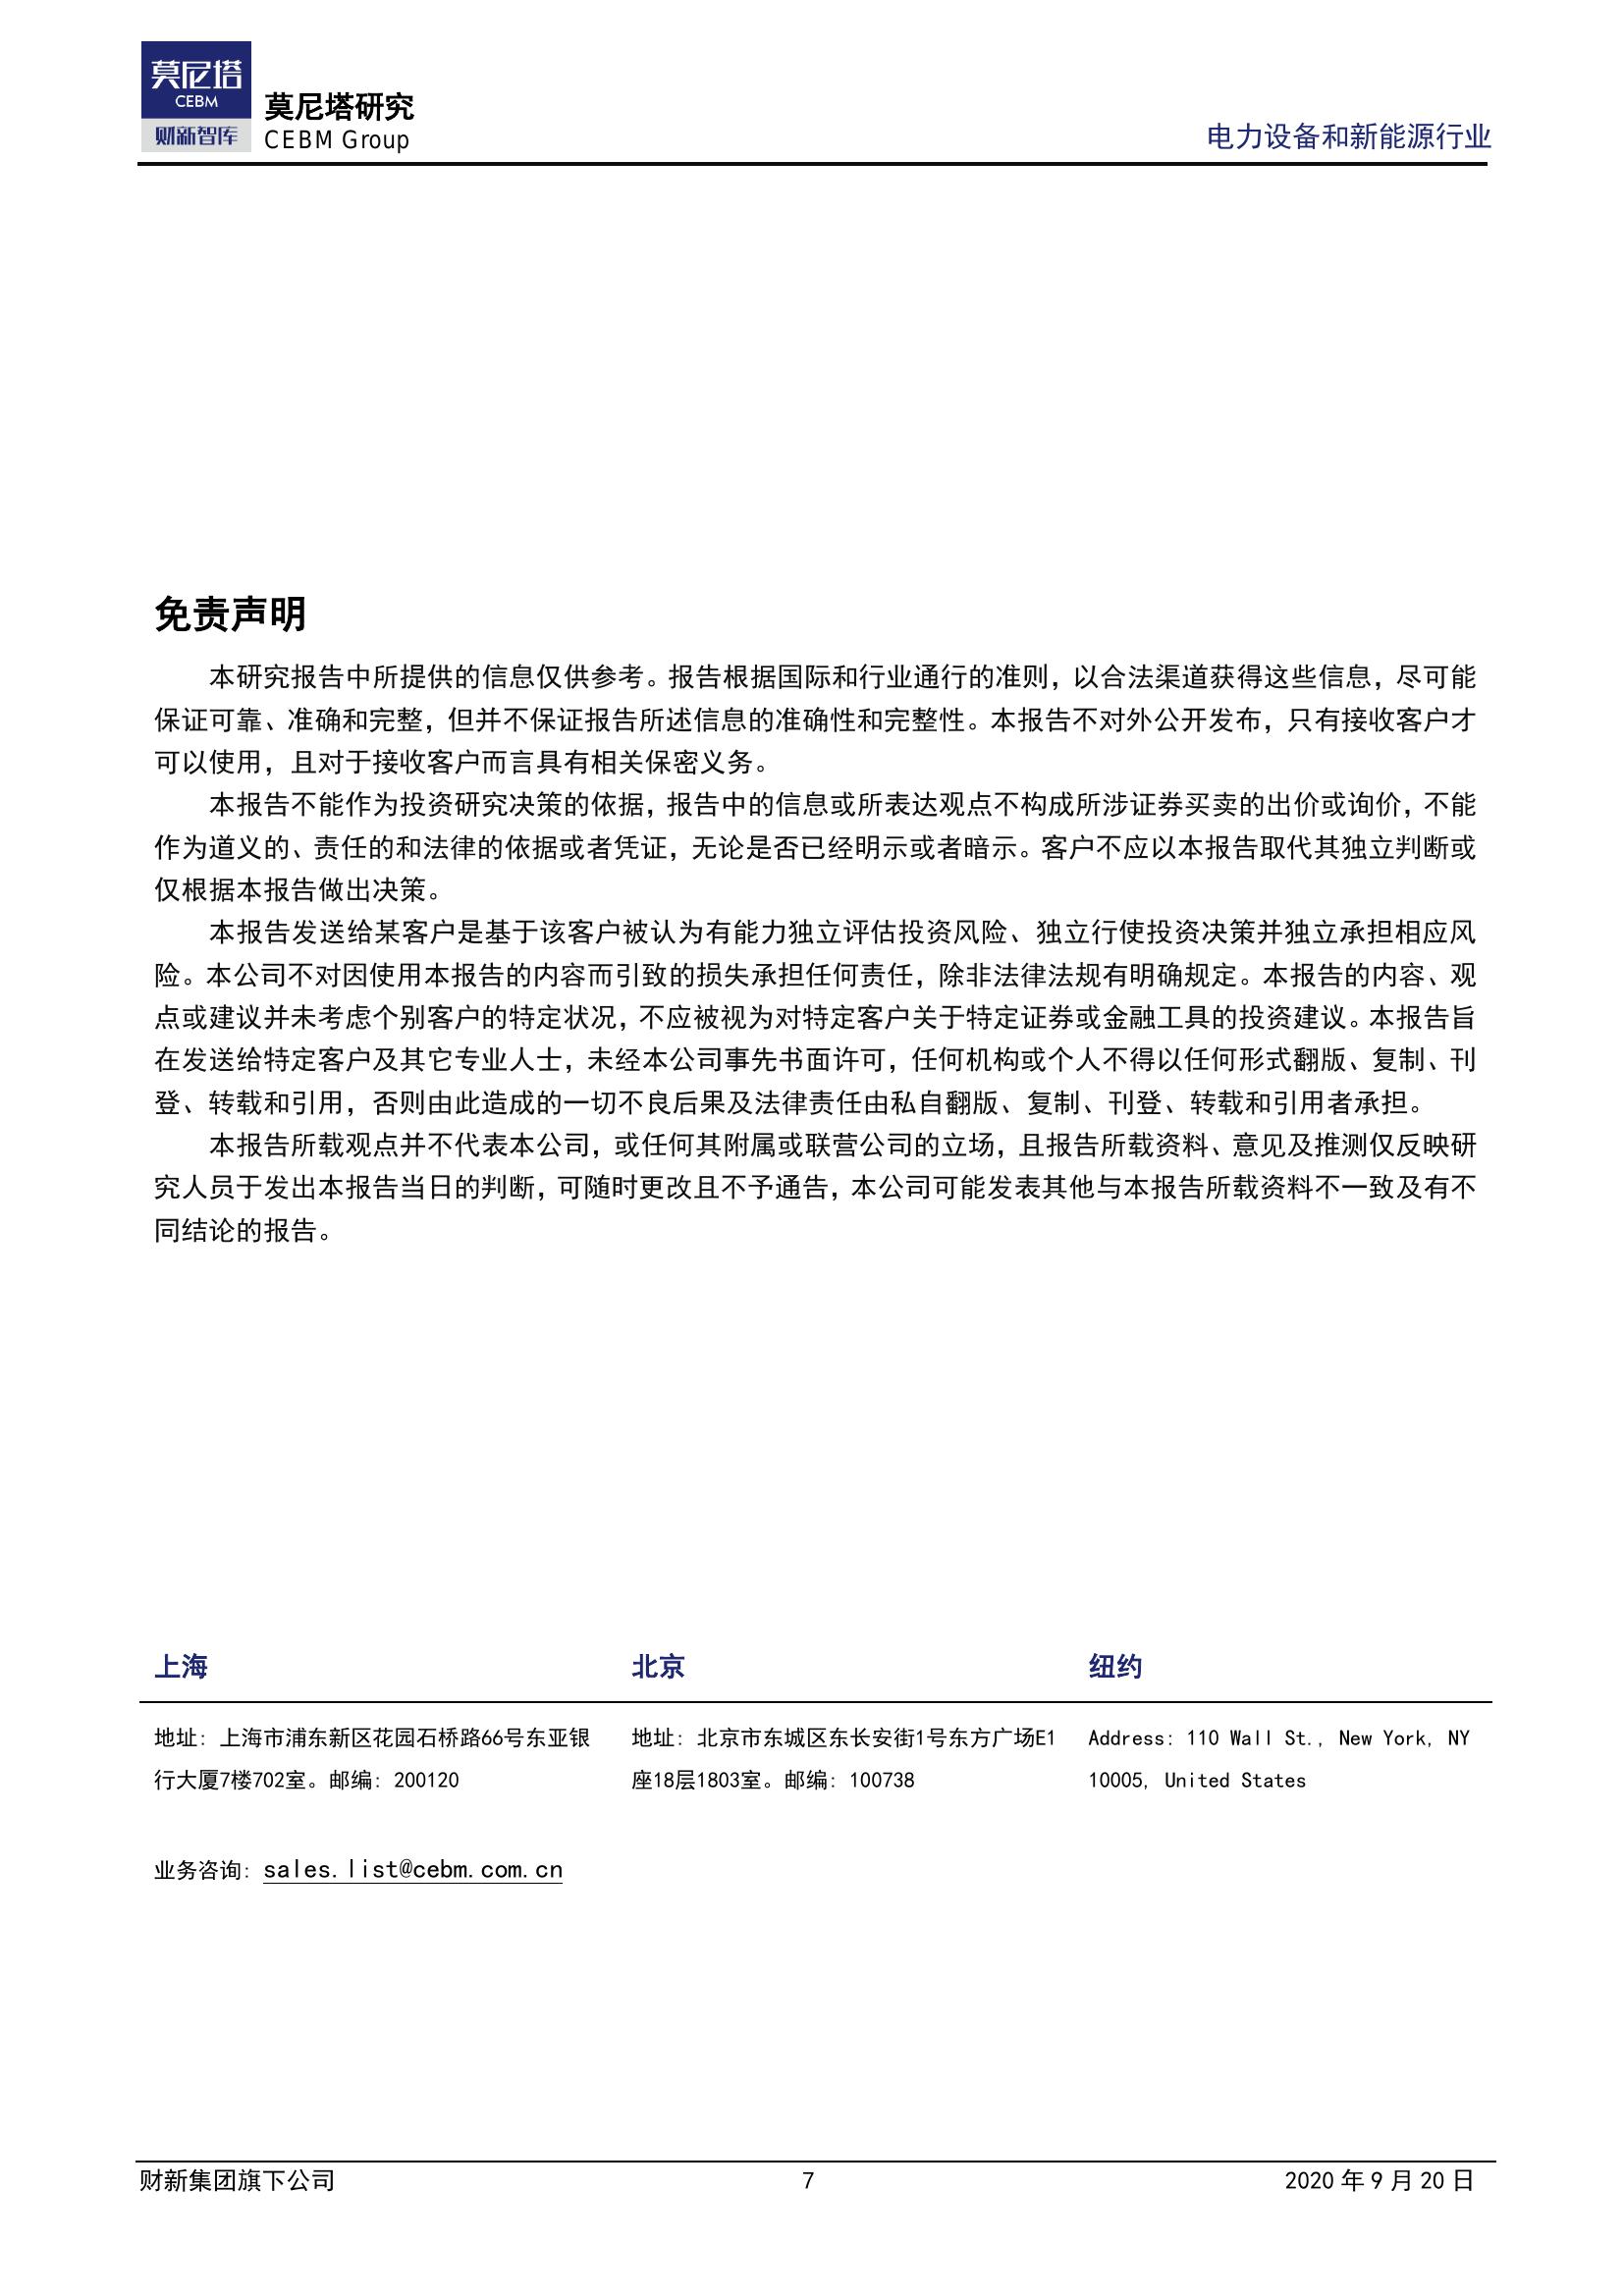 莫尼塔
CEBM
财新智库
莫尼塔研究
CEBM Group
电力设备和新能源行业
免责声明
本研究报告中所提供的信息仅供参考。报告根据国际和行业通行的准则，以合法渠道获得这些信息，尽可能
保证可靠、准确和完整，但并不保证报告所述信息的准确性和完整性。本报告不对外公开发布，只有接收客户才
可以使用，且对于接收客户而言具有相关保密义务。
本报告不能作为投资研究决策的依据，报告中的信息或所表达观点不构成所涉证券买卖的出价或询价，不能
作为道义的、责任的和法律的依据或者凭证，无论是否已经明示或者暗示。客户不应以本报告取代其独立判断或
仅根据本报告做出决策。
本报告发送给某客户是基于该客户被认为有能力独立评估投资风险、独立行使投资决策并独立承担相应风
险。本公司不对因使用本报告的内容而引致的损失承担任何责任，除非法律法规有明确规定。本报告的内容、观
点或建议并未考虑个别客户的特定状况，不应被视为对特定客户关于特定证券或金融工具的投资建议。本报告旨
在发送给特定客户及其它专业人士，未经本公司事先书面许可，任何机构或个人不得以任何形式翻版、复制、刊
登、转载和引用，否则由此造成的一切不良后果及法律责任由私自翻版、复制、刊登、转载和引用者承担。
本报告所载观点并不代表本公司，或任何其附属或联营公司的立场，且报告所载资料、意见及推测仅反映研
究人员于发出本报告当日的判断，可随时更改且不予通告，本公司可能发表其他与本报告所载资料不一致及有不
同结论的报告。
上海
北京
纽约
地址：上海市浦东新区花园石桥路66号东亚银
行大厦7楼702室。邮编：200120
地址：北京市东城区东长安街1号东方广场E1
座18层1803室。邮编：100738
Address: 110 Wall St., New York, NY
10005, United States
业务咨询：sales.list@cebm.com.cn
财新集团旗下公司
7
2020 年 9 月 20 日